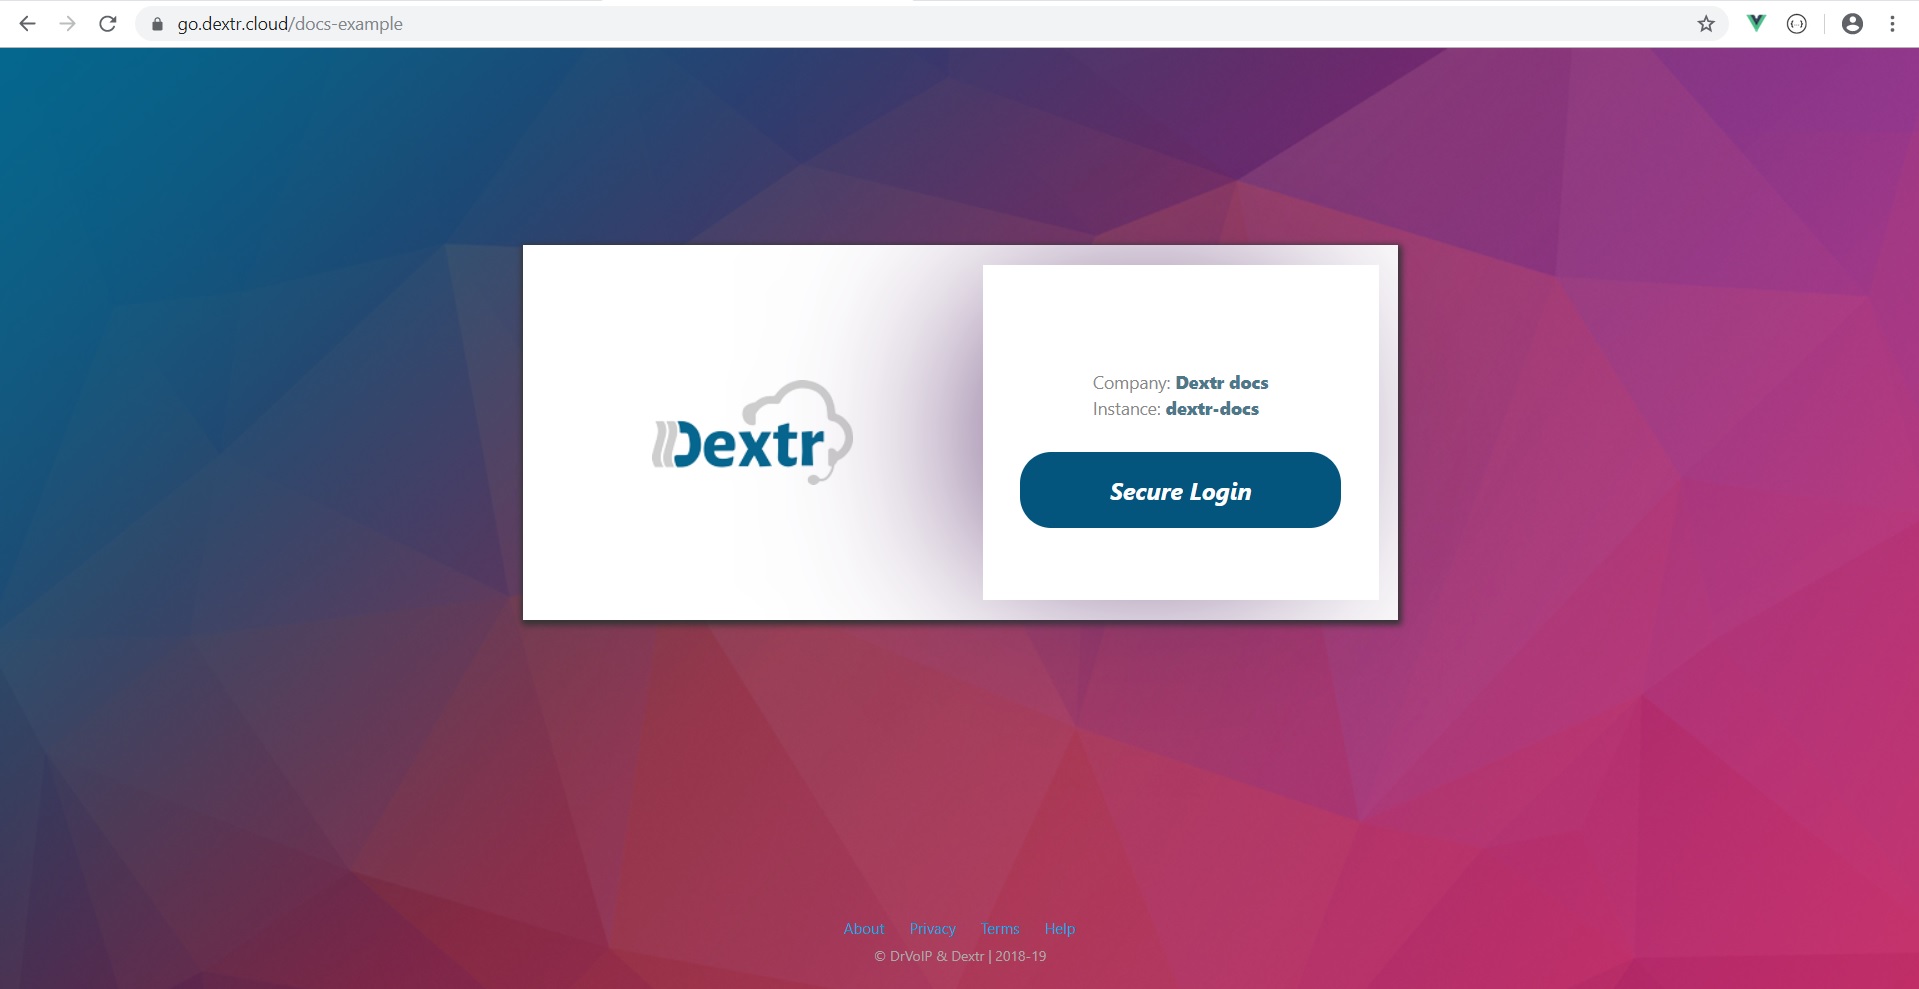 go.dextr.cloud/docs-example
Dextr
Company: Dextr docs
Instance: dextr-docs
Secure Login
About Privacy Terms Help
© DrVoIP & Dextr | 2018-19